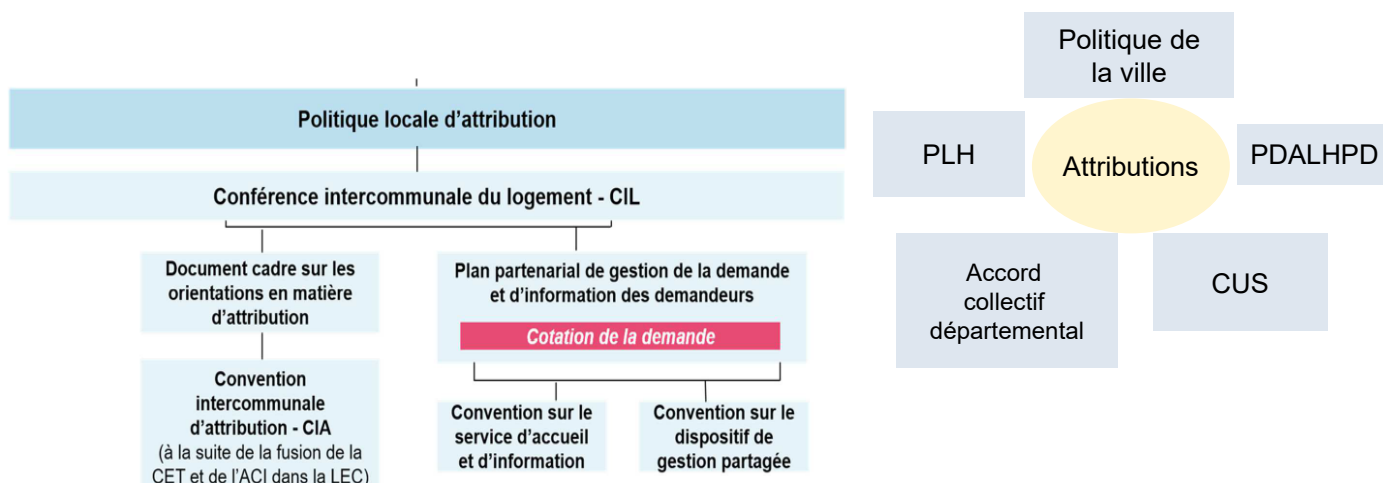 Politique locale d'attribution
Conférence intercommunale du logement - CIL
Document cadre sur les
orientations en matière
d'attribution
Convention
intercommunale
d'attribution - CIA
(à la suite de la fusion de la
CET et de l'ACI dans la LEC)
Plan partenarial de gestion de la demande
et d'information des demandeurs
Cotation de la demande
Convention sur le
service d'accueil
et d'information
Convention sur le
dispositif de
gestion partagée
Politique de
la ville
PLH
Attributions
PDALHPD
Accord
collectif
départemental
CUS